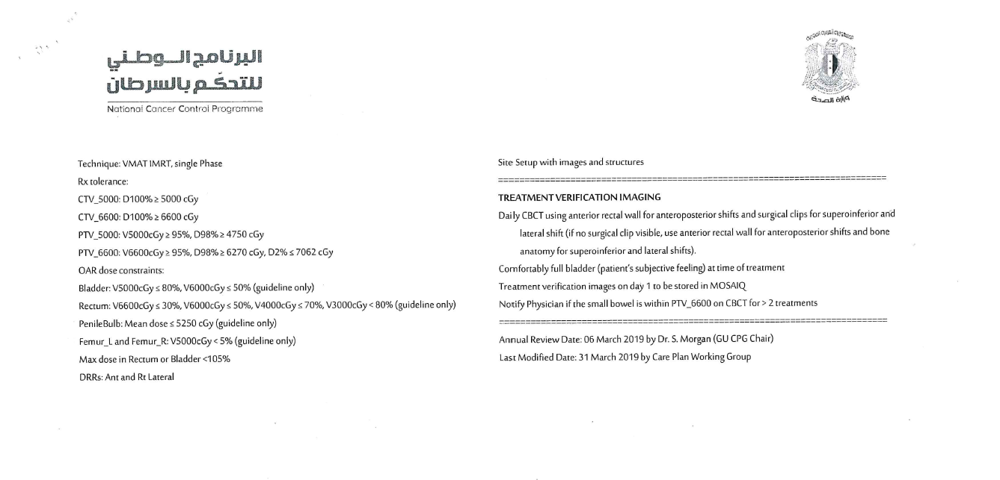 البرنامج الوطني
للتحكّم بالسرطان
National Cancer Control Programme
وزارة الصحة
Technique: VMAT IMRT, single Phase
Rx tolerance:
CTV_5000: D100% ≥ 5000 cGy
CTV_6600: D100% ≥ 6600 cGy
PTV_5000: V5000cGy ≥ 95%, D98% ≥ 4750 cGy
PTV_6600: V6600cGy ≥ 95%, D98% ≥ 6270 cGy, D2% ≤ 7062 cGy
OAR dose constraints:
Bladder: V5000cGy ≤ 80%, V6000cGy ≤ 50% (guideline only)
Rectum: V6600cGy ≤ 30%, V6000cGy ≤ 50%, V4000cGy ≤ 70%, V3000cGy < 80% (guideline only)
PenileBulb: Mean dose ≤ 5250 cGy (guideline only)
Femur_L and Femur_R: V5000cGy < 5% (guideline only)
Max dose in Rectum or Bladder <105%
DRRs: Ant and Rt Lateral
Site Setup with images and structures
==========================================================================
TREATMENT VERIFICATION IMAGING
Daily CBCT using anterior rectal wall for anteroposterior shifts and surgical clips for superoinferior and
lateral shift (if no surgical clip visible, use anterior rectal wall for anteroposterior shifts and bone
anatomy for superoinferior and lateral shifts).
Comfortably full bladder (patient's subjective feeling) at time of treatment
Treatment verification images on day 1 to be stored in MOSAIQ
Notify Physician if the small bowel is within PTV_6600 on CBCT for > 2 treatments
==========================================================================
Annual Review Date: 06 March 2019 by Dr. S. Morgan (GU CPG Chair)
Last Modified Date: 31 March 2019 by Care Plan Working Group